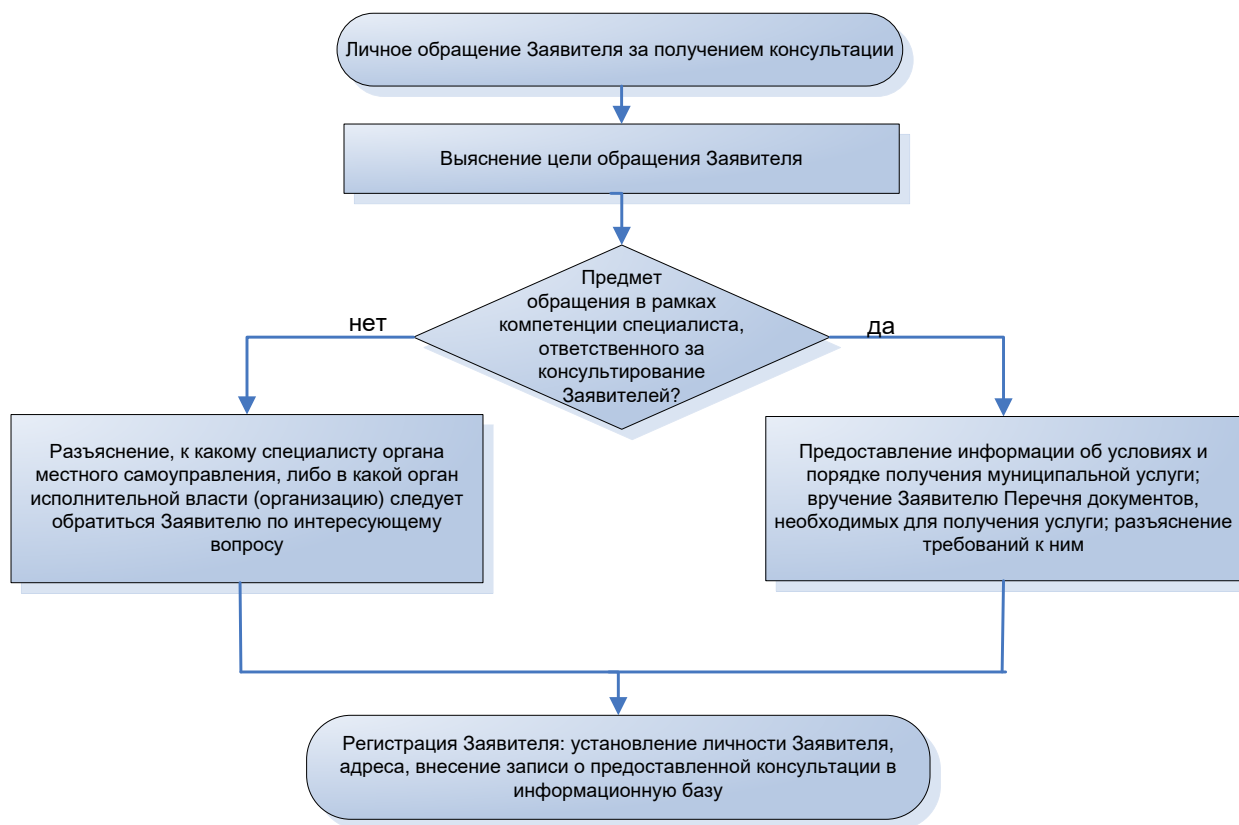 Личное обращение Заявителя за получением консультации
Выяснение цели обращения Заявителя
Предмет
обращения в рамках
компетенции специалиста,
ответственного за
консультирование
Заявителей?
нет
да
Разъяснение, к какому специалисту органа
местного самоуправления, либо в какой орган
исполнительной власти (организацию) следует
обратиться Заявителю по интересующему
вопросу
Предоставление информации об условиях и
порядке получения муниципальной услуги;
вручение Заявителю Перечня документов,
необходимых для получения услуги; разъяснение
требований к ним
Регистрация Заявителя: установление личности Заявителя,
адреса, внесение записи о предоставленной консультации в
информационную базу